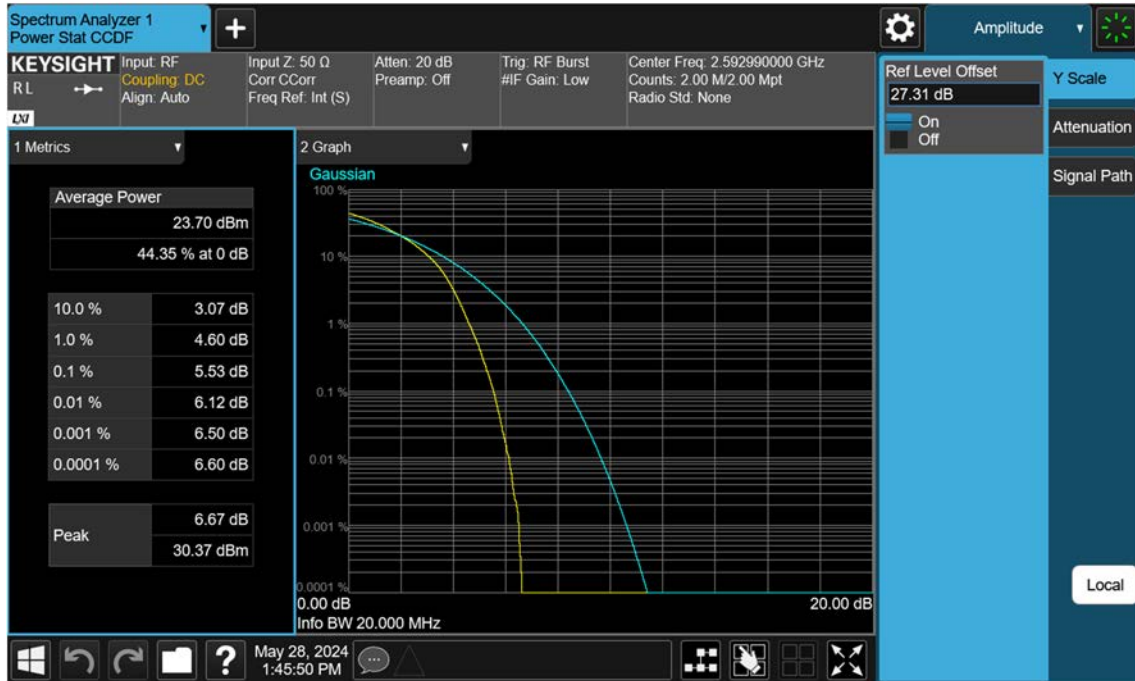 Spectrum Analyzer 1
Power Stat CCDF
+
Amplitude
KEYSIGHT
R L
LXI
Input: RF
Coupling: DC
Align: Auto
Input Z: 50 Ω
Corr CCorr
Freq Ref: Int (S)
Atten: 20 dB
Preamp: Off
Trig: RF Burst
#IF Gain: Low
Center Freq: 2.592990000 GHz
Counts: 2.00 M/2.00 Mpt
Radio Std: None
Ref Level Offset
27.31 dB
On
Off
Y Scale
Attenuation
Signal Path
1 Metrics
Average Power
23.70 dBm
44.35 % at 0 dB
10.0 % 3.07 dB
1.0 % 4.60 dB
0.1 % 5.53 dB
0.01 % 6.12 dB
0.001 % 6.50 dB
0.0001 % 6.60 dB
Peak
6.67 dB
30.37 dBm
2 Graph
Gaussian
100 %
10 %
1 %
0.1 %
0.01 %
0.001 %
0.0001 %
0.00 dB 20.00 dB
Info BW 20.000 MHz
Local
?
May 28, 2024
1:45:50 PM